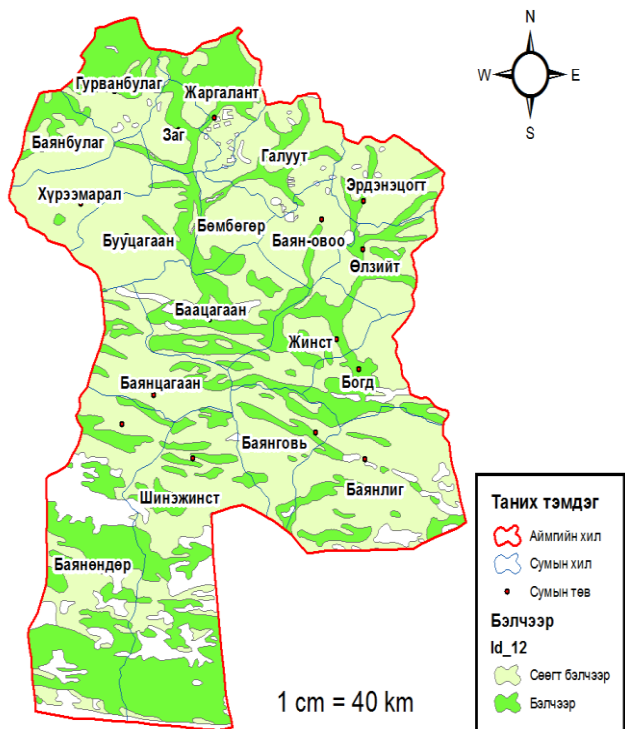 N
W E
S
Гурванбулаг
Жаргалант
Заг
Баянбулаг
Галуут
Эрдэнэцогт
Хүрээмарал
Бөмбөгөр
Бууцагаан
Баян-овоо
Өлзийт
Баацагаан
Жинст
Богд
Баянцагаан
Баянговь
Баянлиг
Шинэжинст
Баянөндөр
1 cm = 40 km
Таних тэмдэг
Аймгийн хил
Сумын хил
Сумын төв
Бэлчээр
Id_12
Сөөгт бэлчээр
Бэлчээр